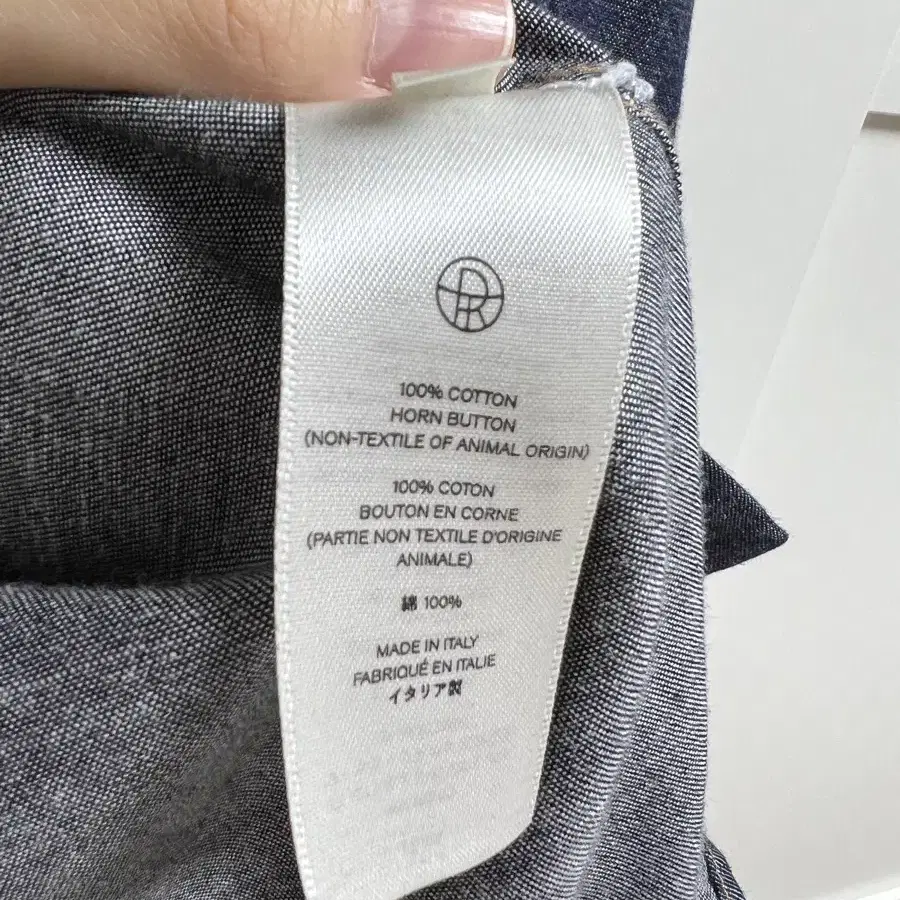 100% COTTON
HORN BUTTON
(NON-TEXTILE OF ANIMAL ORIGIN)
100% COTON
BOUTON EN CORNE
(PARTIE NON TEXTILE D'ORIGINE
ANIMALE)
綿 100%
MADE IN ITALY
FABRIQUÉ EN ITALIE
イタリア製